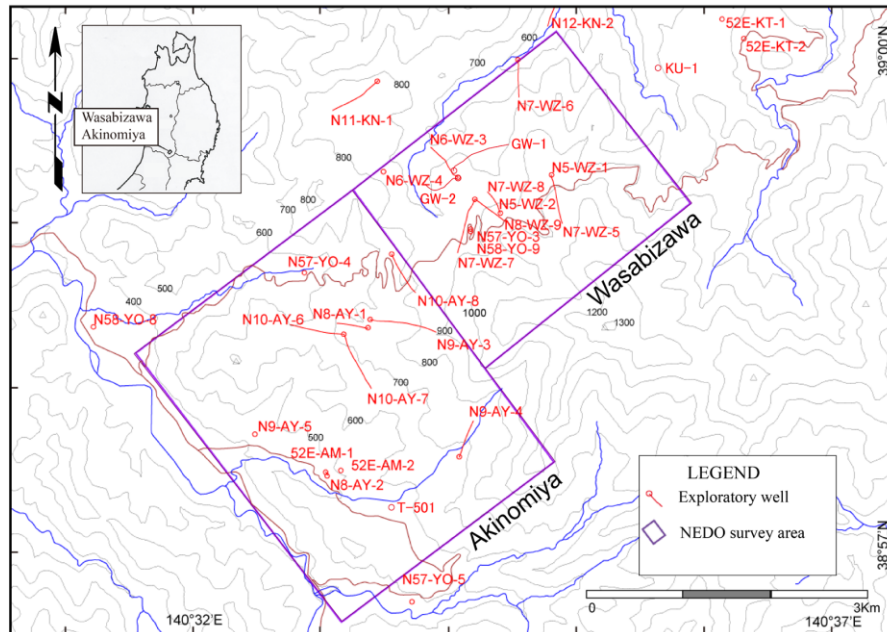 N12-KN-2
52E-KT-1
52E-KT-2
39°00'N
600
700
KU-1
Wasabizawa
Akinomiya
N
800
N11-KN-1
N7-WZ-6
N6-WZ-3
GW-1
800
N6-WZ-4
N5-WZ-1
N7-WZ-8
GW-2
N5-WZ-2
700
800
600
N8-WZ-9
N57-YO-3
N7-WZ-5
N58-YO-9
N7-WZ-7
N57-YO-4
Wasabizawa
500
400
N10-AY-8
N58-YO-8
N10-AY-6
N8-AY-1
1000
1200
1300
900
N9-AY-3
800
700
N10-AY-7
N9-AY-4
600
N9-AY-5
500
52E-AM-1
52E-AM-2
N8-AY-2
T-501
Akinomiya
LEGEND
Exploratory well
NEDO survey area
38°57'N
N57-YO-5
0
3Km
140°32'E
140°37'E